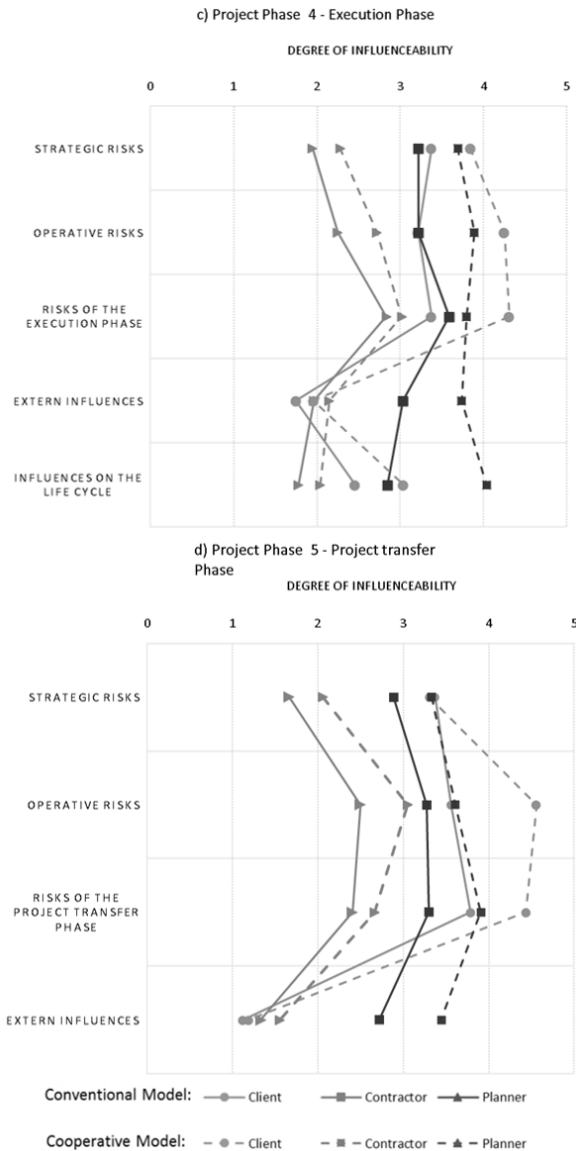 c) Project Phase 4 - Execution Phase
DEGREE OF INFLUENCEABILITY
0 1 2 3 4 5
STRATEGIC RISKS
OPERATIVE RISKS
RISKS OF THE
EXECUTION PHASE
EXTERN INFLUENCES
INFLUENCES ON THE
LIFE CYCLE
d) Project Phase 5 - Project transfer
Phase
DEGREE OF INFLUENCEABILITY
0 1 2 3 4 5
STRATEGIC RISKS
OPERATIVE RISKS
RISKS OF THE
PROJECT TRANSFER
PHASE
EXTERN INFLUENCES
Conventional Model: Client Contractor Planner
Cooperative Model: Client Contractor Planner